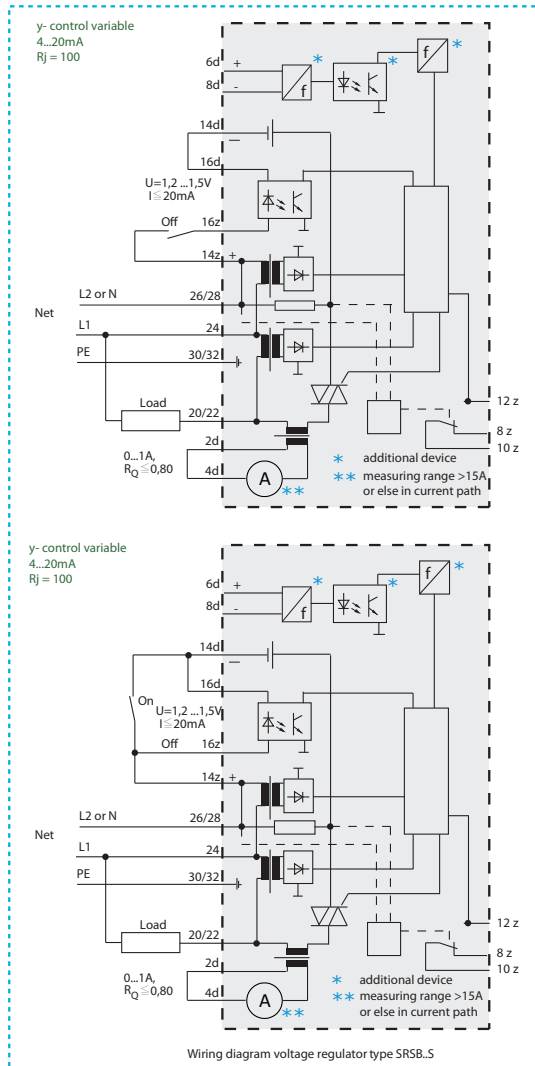 y- control variable
4...20mA
Rj = 100
6d +
8d -
f
*
*
f *
14d
–
16d
U=1,2 ...1,5V
I≦20mA
Off 16z
14z +
L2 or N 26/28
Net
L1 24
PE 30/32
Load 20/22
12 z
8 z
10 z
2d
0...1A,
RQ≦0,80
4d
A
**
* additional device
** measuring range >15A
or else in current path
y- control variable
4...20mA
Rj = 100
6d +
8d -
f
*
*
f *
14d
–
16d
On
U=1,2 ...1,5V
I≦20mA
Off 16z
14z +
L2 or N 26/28
Net
L1 24
PE 30/32
Load 20/22
12 z
8 z
10 z
2d
0...1A,
RQ≦0,80
4d
A
**
* additional device
** measuring range >15A
or else in current path
Wiring diagram voltage regulator type SRSB..S